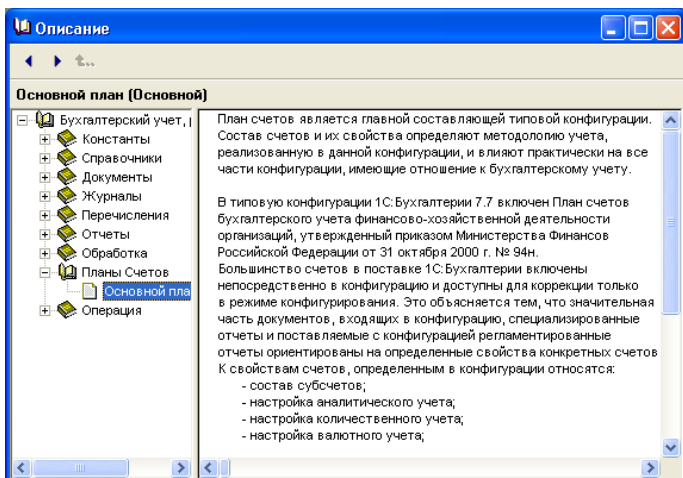 Описание
Основной план (Основной)
Бухгалтерский учет,
Константы
Справочники
Документы
Журналы
Перечисления
Отчеты
Обработка
Планы Счетов
Основной пла
Операция
План счетов является главной составляющей типовой конфигурации.
Состав счетов и их свойства определяют методологию учета,
реализованную в данной конфигурации, и влияют практически на все
части конфигурации, имеющие отношение к бухгалтерскому учету.
В типовую конфигурации 1С:Бухгалтерии 7.7 включен План счетов
бухгалтерского учета финансово-хозяйственной деятельности
организаций, утвержденный приказом Министерства Финансов
Российской Федерации от 31 октября 2000 г. № 94н.
Большинство счетов в поставке 1С:Бухгалтерии включены
непосредственно в конфигурацию и доступны для коррекции только
в режиме конфигурирования. Это объясняется тем, что значительная
часть документов, входящих в конфигурацию, специализированные
отчеты и поставляемые с конфигурацией регламентированные
отчеты ориентированы на определенные свойства конкретных счетов
К свойствам счетов, определенным в конфигурации относятся:
- состав субсчетов;
- настройка аналитического учета;
- настройка количественного учета;
- настройка валютного учета;